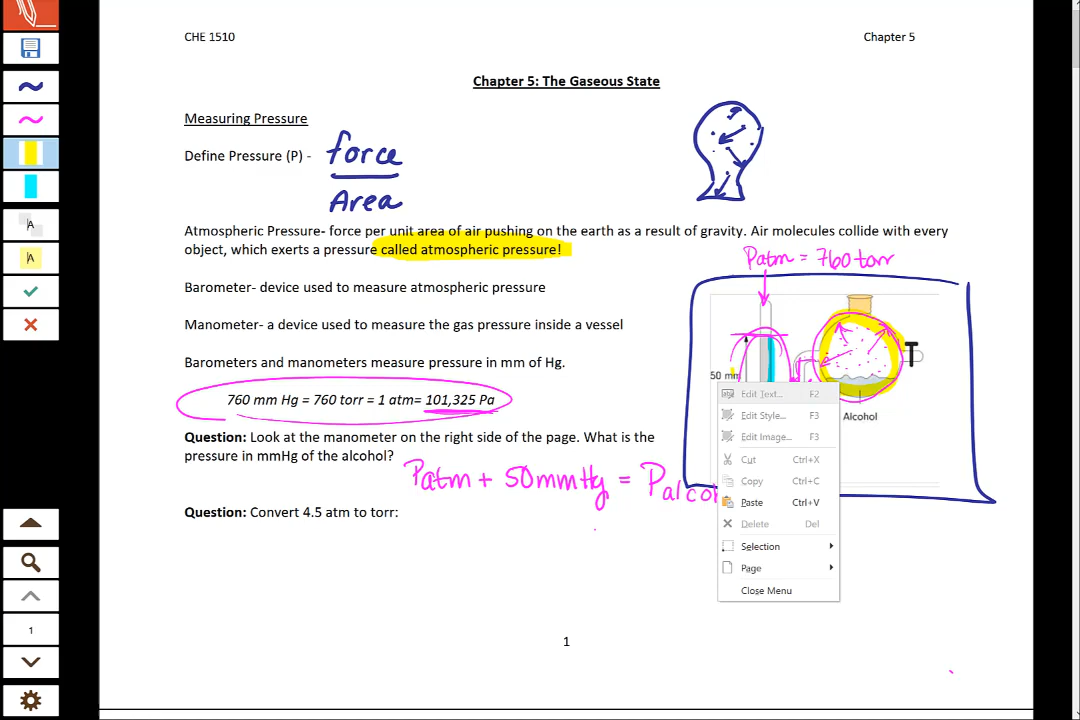 CHE 1510
Chapter 5
Chapter 5: The Gaseous State
Measuring Pressure
Define Pressure (P) - force
Area
Atmospheric Pressure- force per unit area of air pushing on the earth as a result of gravity. Air molecules collide with every
object, which exerts a pressure called atmospheric pressure!
Patm = 760 torr
Barometer- device used to measure atmospheric pressure
Manometer- a device used to measure the gas pressure inside a vessel
Barometers and manometers measure pressure in mm of Hg.
760 mm Hg = 760 torr = 1 atm= 101,325 Pa
50 mm
Alcohol
Question: Look at the manometer on the right side of the page. What is the
pressure in mmHg of the alcohol?
Patm + 50mmHg = Palcoh
Question: Convert 4.5 atm to torr:
Edit Text... F2
Edit Style... F3
Edit Image... F3
Cut Ctrl+X
Copy Ctrl+C
Paste Ctrl+V
Delete Del
Selection
Page
Close Menu
A
A
1
1